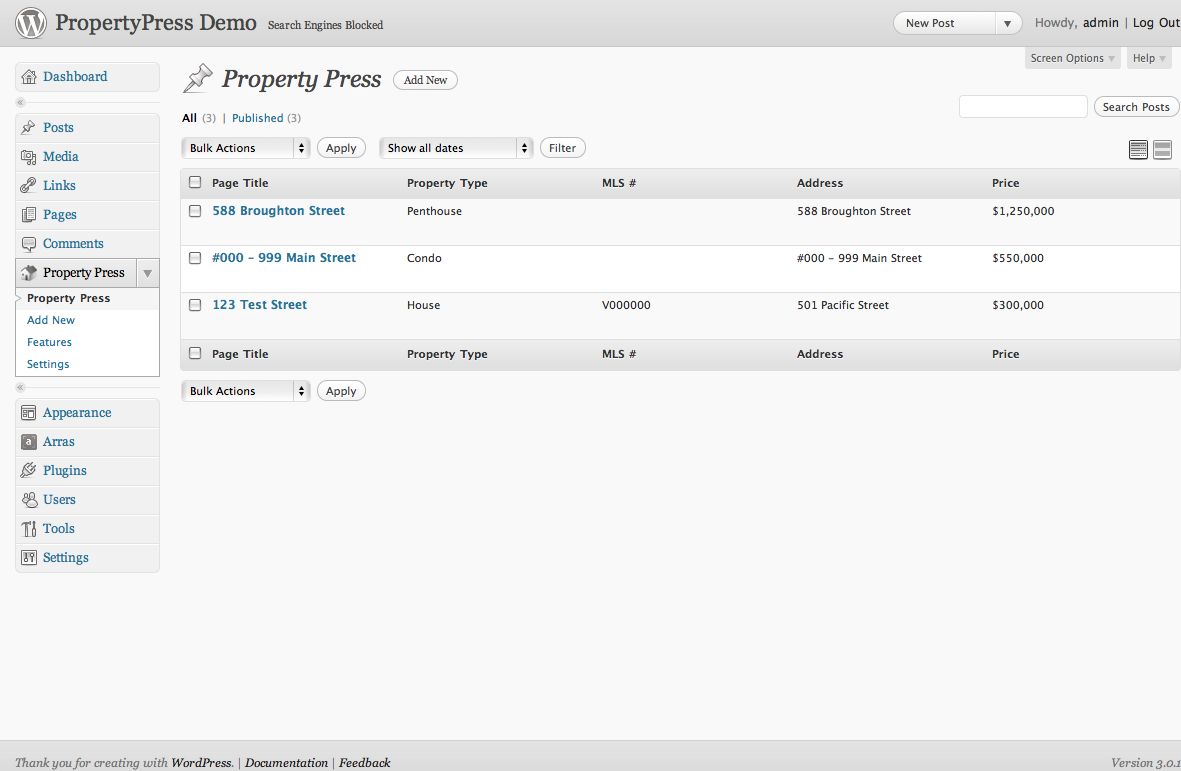 PropertyPress Demo Search Engines Blocked New Post Howdy, admin | Log Out
Screen Options Help
Dashboard
Posts
Media
Links
Pages
Comments
Property Press
Property Press
Add New
Features
Settings
Appearance
Arras
Plugins
Users
Tools
Settings
Property Press Add New
All (3) | Published (3)
Search Posts
Bulk Actions Apply Show all dates Filter
Page Title Property Type MLS # Address Price
588 Broughton Street Penthouse 588 Broughton Street $1,250,000
#000 – 999 Main Street Condo #000 – 999 Main Street $550,000
123 Test Street House V000000 501 Pacific Street $300,000
Page Title Property Type MLS # Address Price
Bulk Actions Apply
Thank you for creating with WordPress. | Documentation | Feedback Version 3.0.1